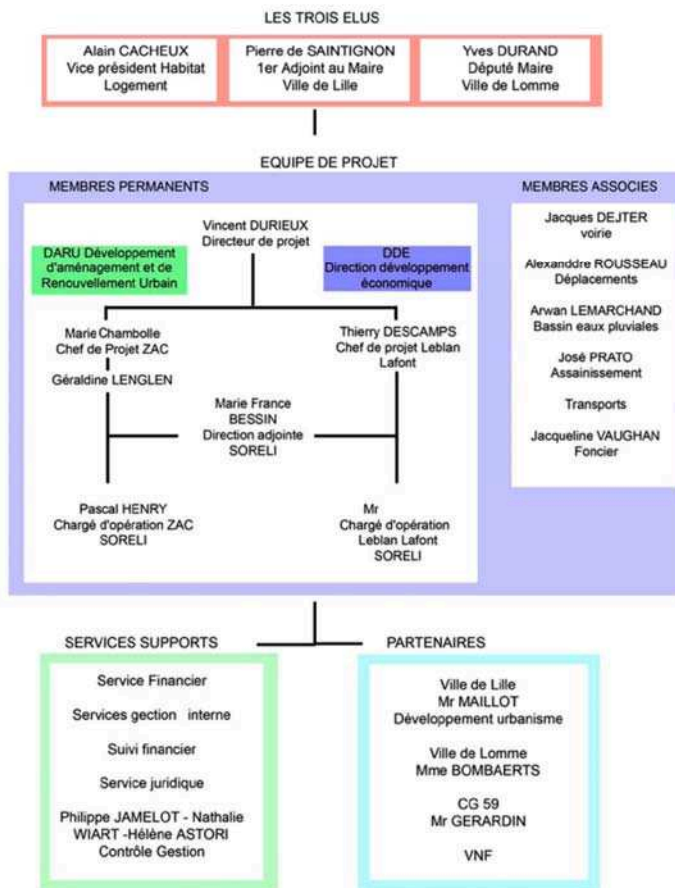 LES TROIS ELUS
Alain CACHEUX
Vice président Habitat
Logement
Pierre de SAINTIGNON
1er Adjoint au Maire
Ville de Lille
Yves DURAND
Député Maire
Ville de Lomme
EQUIPE DE PROJET
MEMBRES PERMANENTS
Vincent DURIEUX
Directeur de projet
DARU Développement
d'aménagement et de
Renouvellement Urbain
DDE
Direction développement
économique
Marie Chambolle
Chef de Projet ZAC
Géraldine LENGLEN
Thierry DESCAMPS
Chef de projet Leblan
Lafont
Marie France
BESSIN
Direction adjointe
SORELI
Pascal HENRY
Chargé d'opération ZAC
SORELI
Mr
Chargé d'opération
Leblan Lafont
SORELI
MEMBRES ASSOCIES
Jacques DEJTER
voirie
Alexanddre ROUSSEAU
Déplacements
Arwan LEMARCHAND
Bassin eaux pluviales
José PRATO
Assainissement
Transports
Jacqueline VAUGHAN
Foncier
SERVICES SUPPORTS
Service Financier
Services gection interne
Suivi financier
Service juridique
Philippe JAMELOT - Nathalie
WIART -Hélène ASTORI
Contrôle Gestion
PARTENAIRES
Ville de Lille
Mr MAILLOT
Développement urbanisme
Ville de Lomme
Mme BOMBAERTS
CG 59
Mr GERARDIN
VNF